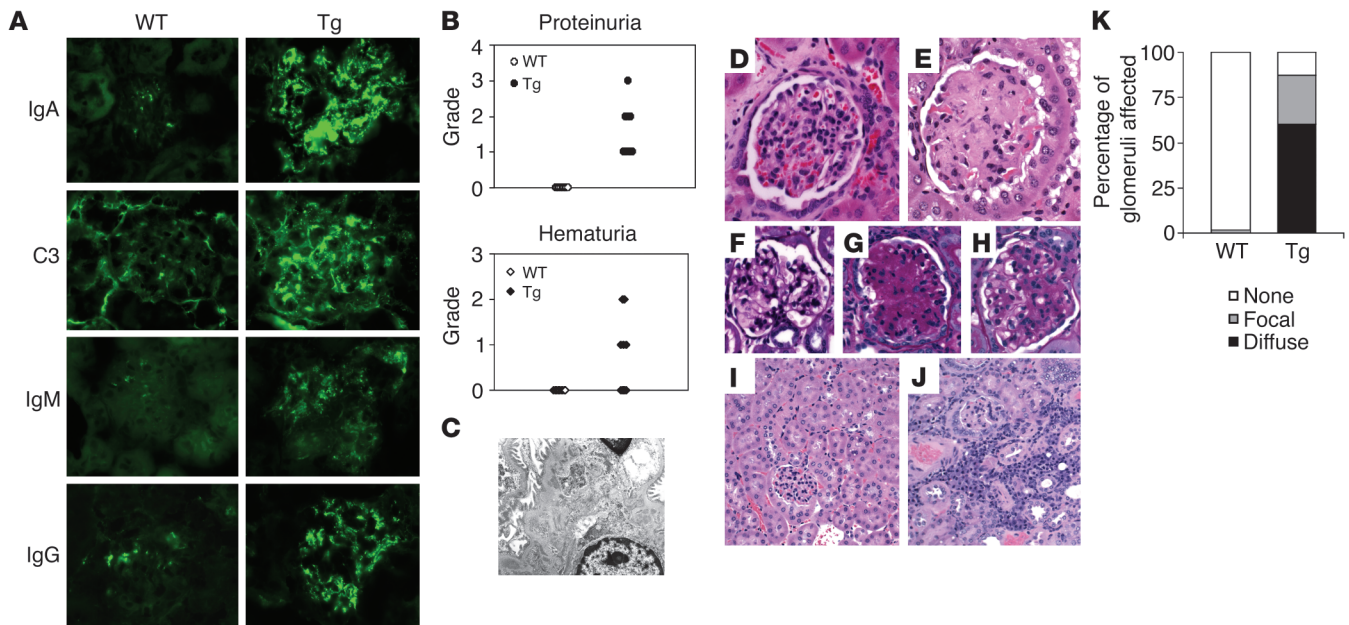 A
WT
Tg
IgA
C3
IgM
IgG
B
Proteinuria
4
3
2
1
0
Grade
WT
Tg
Hematuria
3
2
1
0
Grade
WT
Tg
C
D
E
F
G
H
I
J
K
Percentage of
glomeruli affected
100
75
50
25
0
WT
Tg
None
Focal
Diffuse